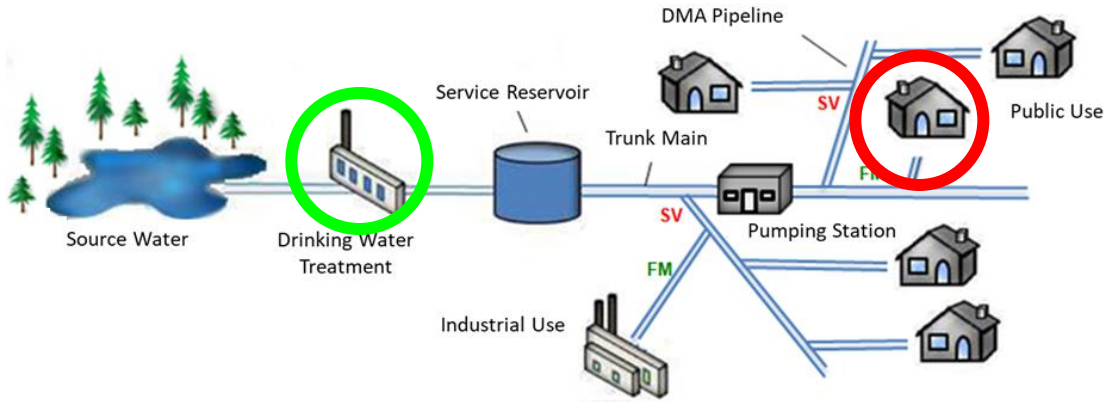 DMA Pipeline
Service Reservoir
SV
Public Use
Trunk Main
SV
Source Water
Drinking Water
Treatment
Pumping Station
FM
Industrial Use